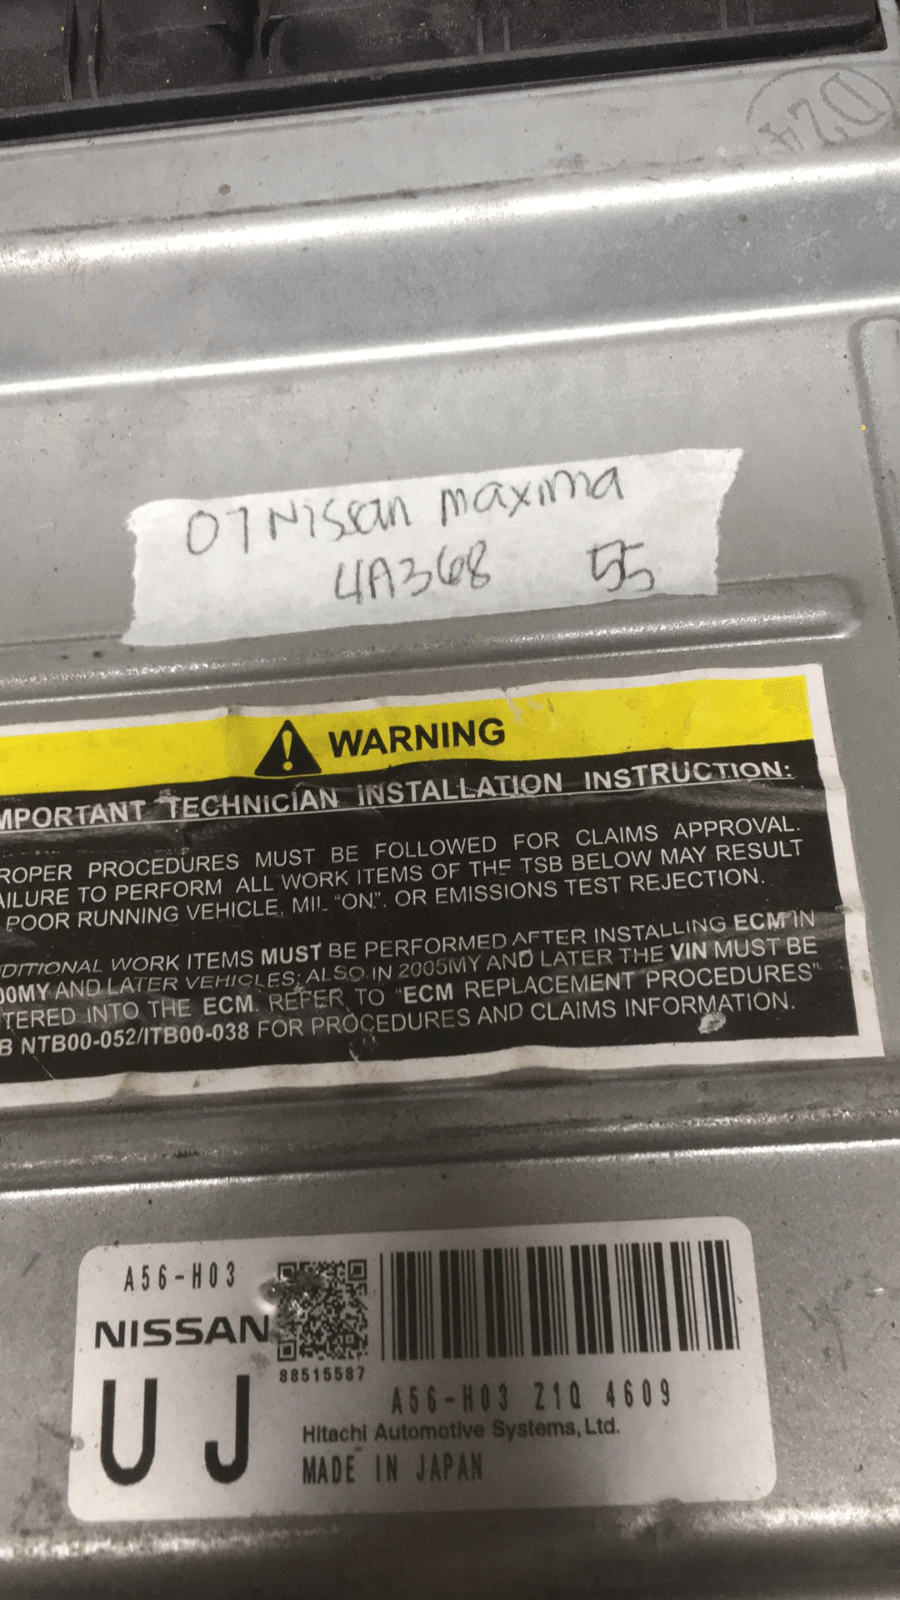 D24
07 Nissan maxima
4A368 55
WARNING
MPORTANT TECHNICIAN INSTALLATION INSTRUCTION:
ROPER PROCEDURES MUST BE FOLLOWED FOR CLAIMS APPROVAL.
AILURE TO PERFORM ALL WORK ITEMS OF THE TSB BELOW MAY RESULT
POOR RUNNING VEHICLE, MIL "ON". OR EMISSIONS TEST REJECTION.
DITIONAL WORK ITEMS MUST BE PERFORMED AFTER INSTALLING ECM IN
00MY AND LATER VEHICLES; ALSO IN 2005MY AND LATER THE VIN MUST BE
TERED INTO THE ECM. REFER TO "ECM REPLACEMENT PROCEDURES"
B NTB00-052/ITB00-038 FOR PROCEDURES AND CLAIMS INFORMATION.
A56-H03
NISSAN
88515587
U J
A56-H03 Z1Q 4609
Hitachi Automotive Systems, Ltd.
MADE IN JAPAN